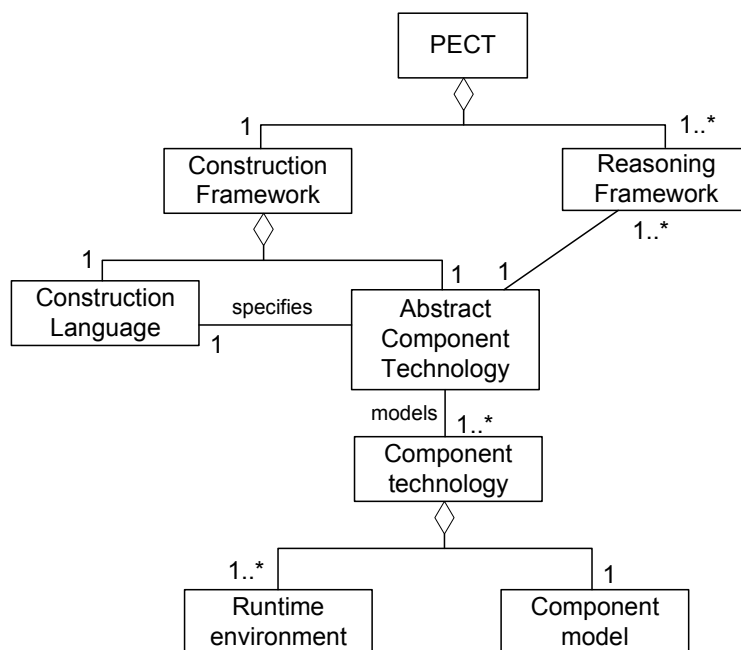 PECT
1
1..*
Construction
Framework
Reasoning
Framework
1..*
1
1
1
Construction
Language
specifies
1
Abstract
Component
Technology
models
1..*
Component
technology
1..*
1
Runtime
environment
Component
model